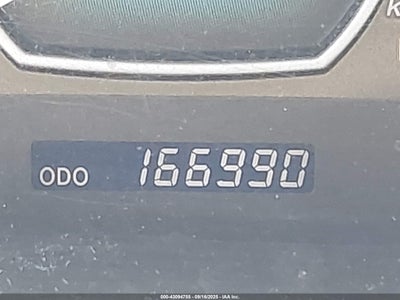 ODO 166990
000-43094755 - 09/16/2025 - IAA Inc.